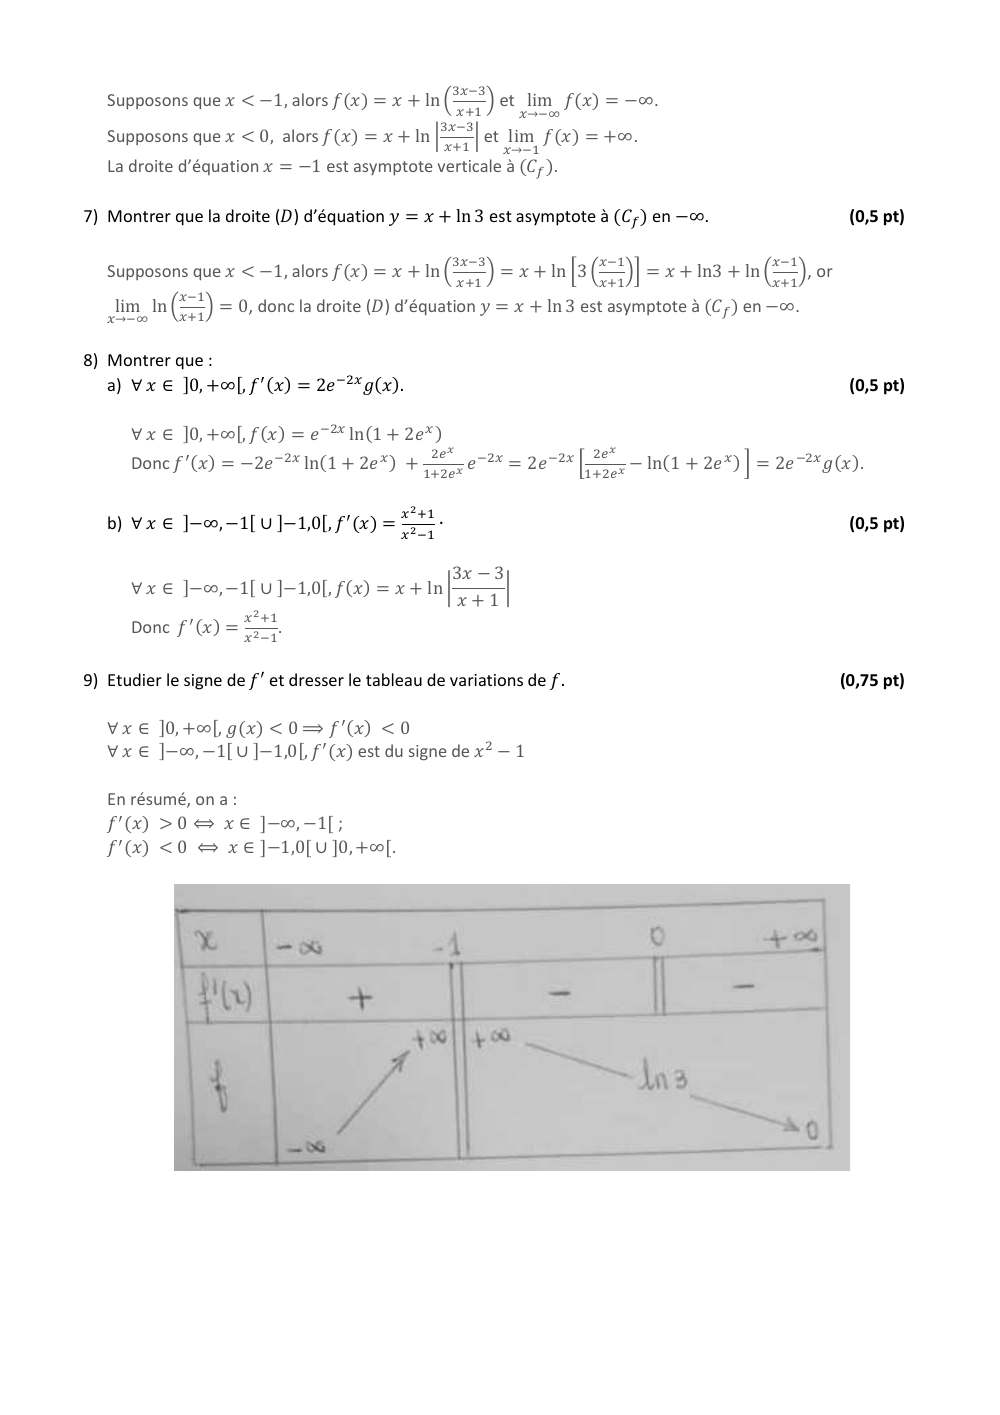 Supposons que x < −1, alors f(x) = x + ln((3x−3)/(x+1)) et lim_{x→−∞} f(x) = −∞.
Supposons que x < 0, alors f(x) = x + ln|(3x−3)/(x+1)| et lim_{x→−1} f(x) = +∞.
La droite d’équation x = −1 est asymptote verticale à (C_f).
7) Montrer que la droite (D) d’équation y = x + ln 3 est asymptote à (C_f) en −∞. (0,5 pt)
Supposons que x < −1, alors f(x) = x + ln((3x−3)/(x+1)) = x + ln[3((x−1)/(x+1))] = x + ln3 + ln((x−1)/(x+1)), or
lim_{x→−∞} ln((x−1)/(x+1)) = 0, donc la droite (D) d’équation y = x + ln 3 est asymptote à (C_f) en −∞.
8) Montrer que :
a) ∀ x ∈ ]0, +∞[, f′(x) = 2e^{−2x}g(x). (0,5 pt)
∀ x ∈ ]0, +∞[, f(x) = e^{−2x} ln(1 + 2e^x)
Donc f′(x) = −2e^{−2x} ln(1 + 2e^x) + (2e^x)/(1+2e^x) e^{−2x} = 2e^{−2x} [(2e^x)/(1+2e^x) − ln(1 + 2e^x)] = 2e^{−2x}g(x).
b) ∀ x ∈ ]−∞, −1[ ∪ ]−1,0[, f′(x) = (x²+1)/(x²−1). (0,5 pt)
∀ x ∈ ]−∞, −1[ ∪ ]−1,0[, f(x) = x + ln|(3x − 3)/(x + 1)|
Donc f′(x) = (x²+1)/(x²−1).
9) Etudier le signe de f′ et dresser le tableau de variations de f. (0,75 pt)
∀ x ∈ ]0, +∞[, g(x) < 0 ⟹ f′(x) < 0
∀ x ∈ ]−∞, −1[ ∪ ]−1,0[, f′(x) est du signe de x² − 1
En résumé, on a :
f′(x) > 0 ⟺ x ∈ ]−∞, −1[ ;
f′(x) < 0 ⟺ x ∈ ]−1,0[ ∪ ]0, +∞[.
x −∞ -1 0 +∞
f'(x) + − −
+∞ +∞
f ln 3
−∞ 0